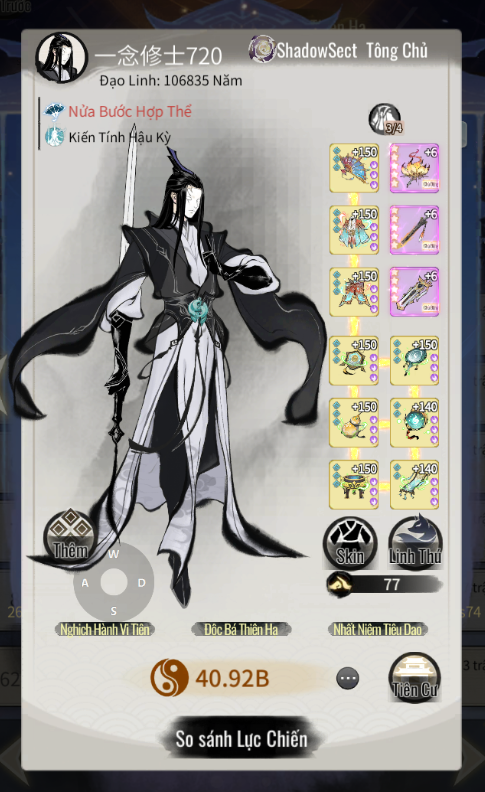 一念修士720
ShadowSect Tông Chủ
Đạo Linh: 106835 Năm
Nửa Bước Hợp Thể
Kiến Tính Hậu Kỳ
3/4
+150 +6
+150 +6
+150 +6
+150 +150
+150 +140
+150 +140
Thêm
W
A D
S
Skin
Linh Thú
77
Nghịch Hành Vi Tiên
Độc Bá Thiên Hạ
Nhất Niệm Tiêu Dao
40.92B
Tiên Cư
So sánh Lực Chiến